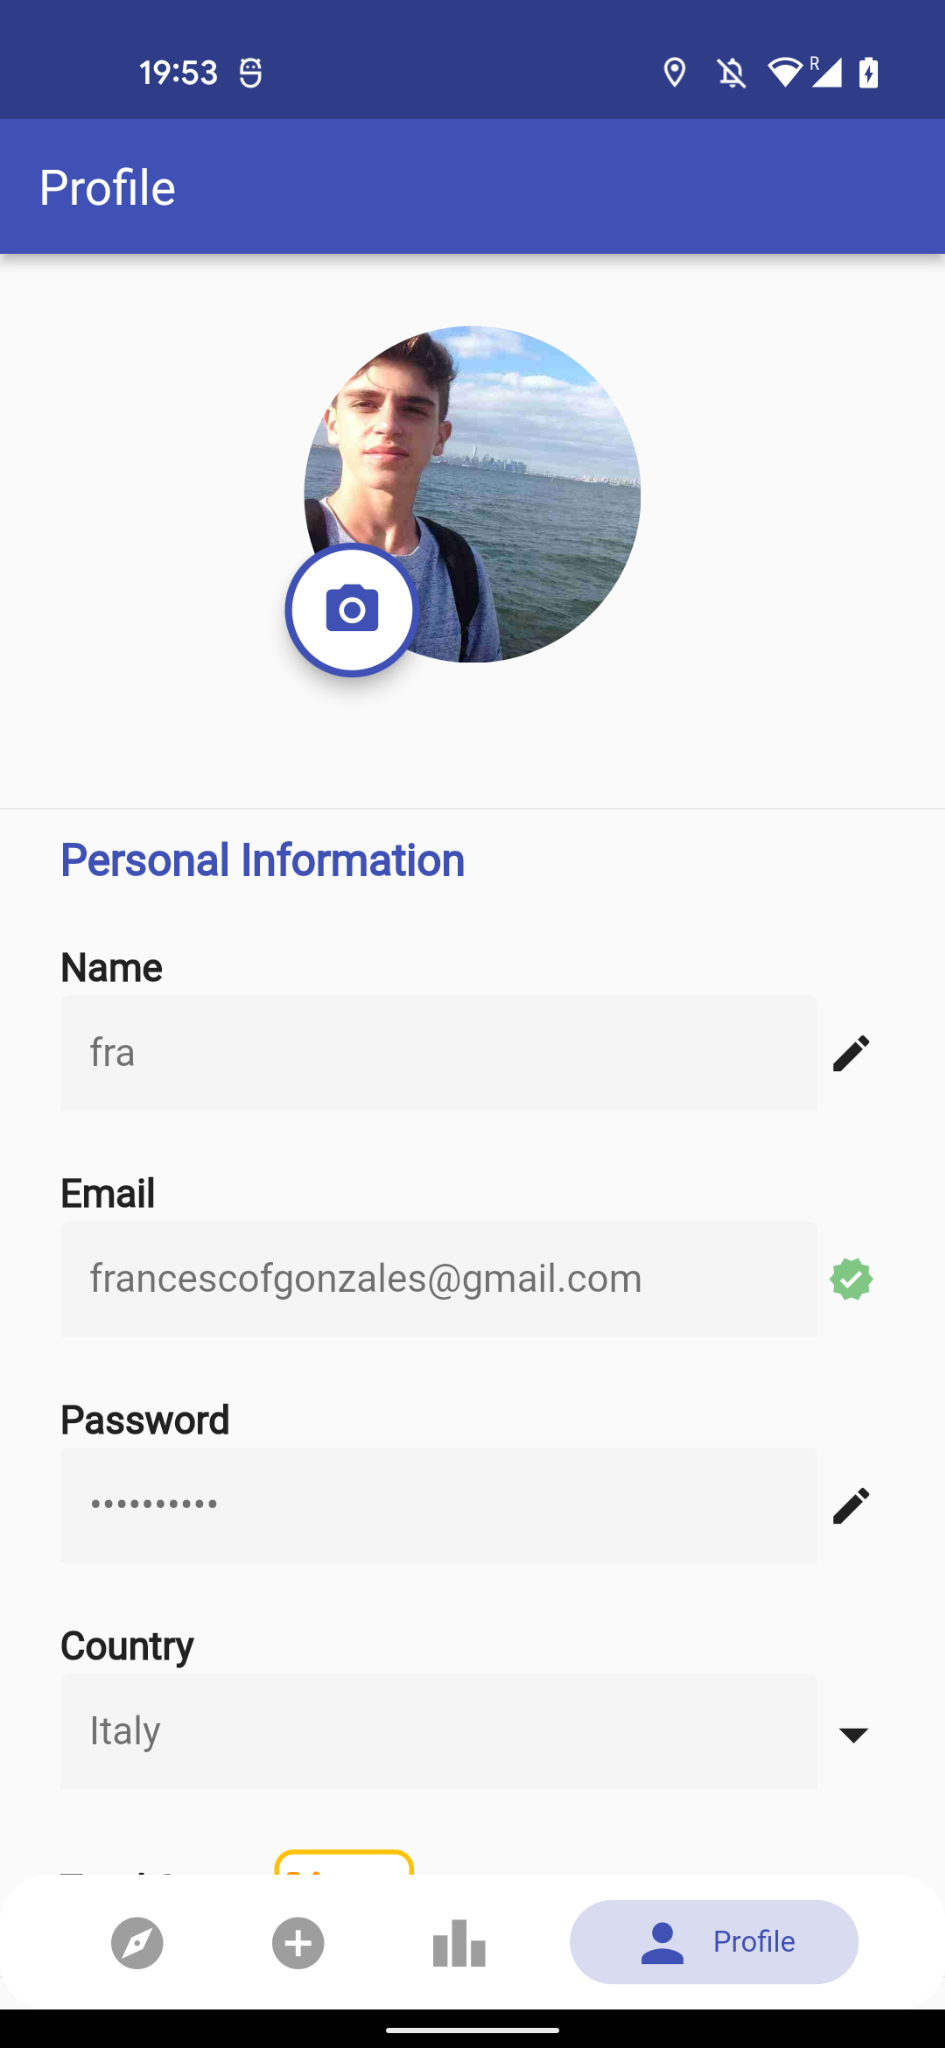 19:53
R
Profile
Personal Information
Name
fra
Email
francescofgonzales@gmail.com
Password
••••••••••
Country
Italy
Profile